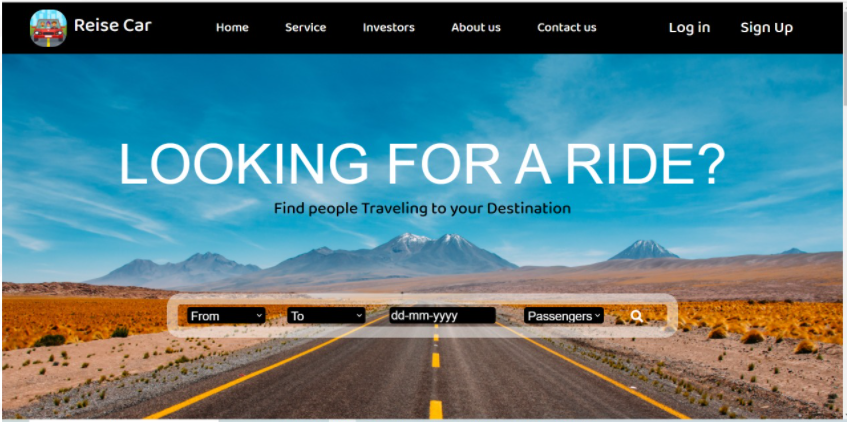 Reise Car Home Service Investors About us Contact us Log in Sign Up
LOOKING FOR A RIDE?
Find people Traveling to your Destination
From To dd-mm-yyyy Passengers